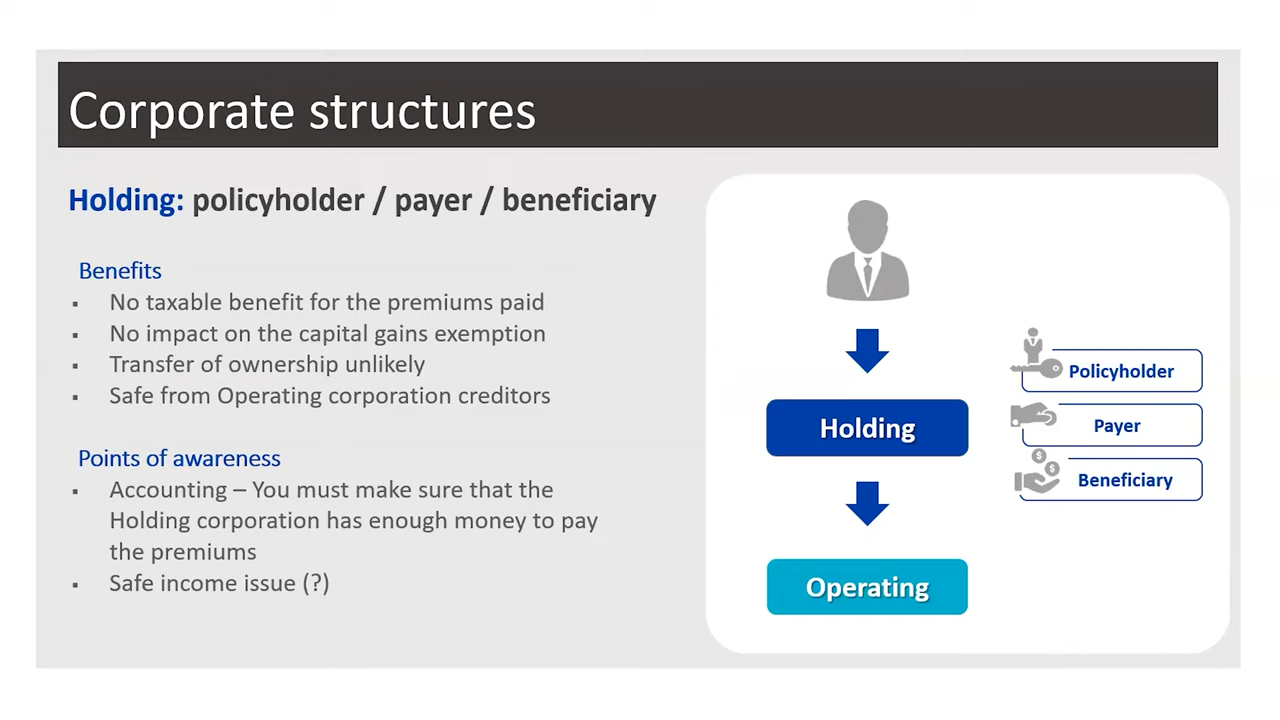 Corporate structures
Holding: policyholder / payer / beneficiary
Benefits
▪ No taxable benefit for the premiums paid
▪ No impact on the capital gains exemption
▪ Transfer of ownership unlikely
▪ Safe from Operating corporation creditors
Points of awareness
▪ Accounting – You must make sure that the
Holding corporation has enough money to pay
the premiums
▪ Safe income issue (?)
Holding
Operating
Policyholder
Payer
$ $
Beneficiary